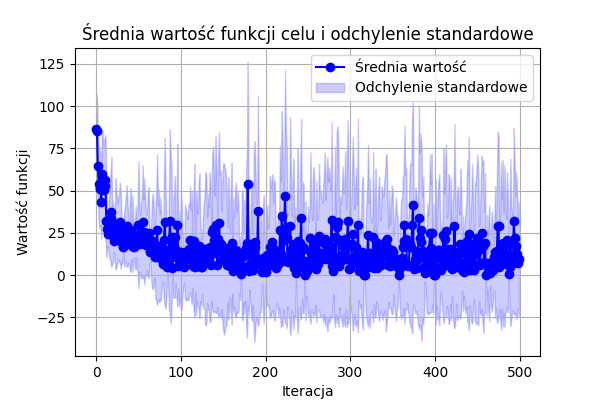 Średnia wartość funkcji celu i odchylenie standardowe
Średnia wartość
Odchylenie standardowe
Wartość funkcji
125
100
75
50
25
0
−25
0 100 200 300 400 500
Iteracja